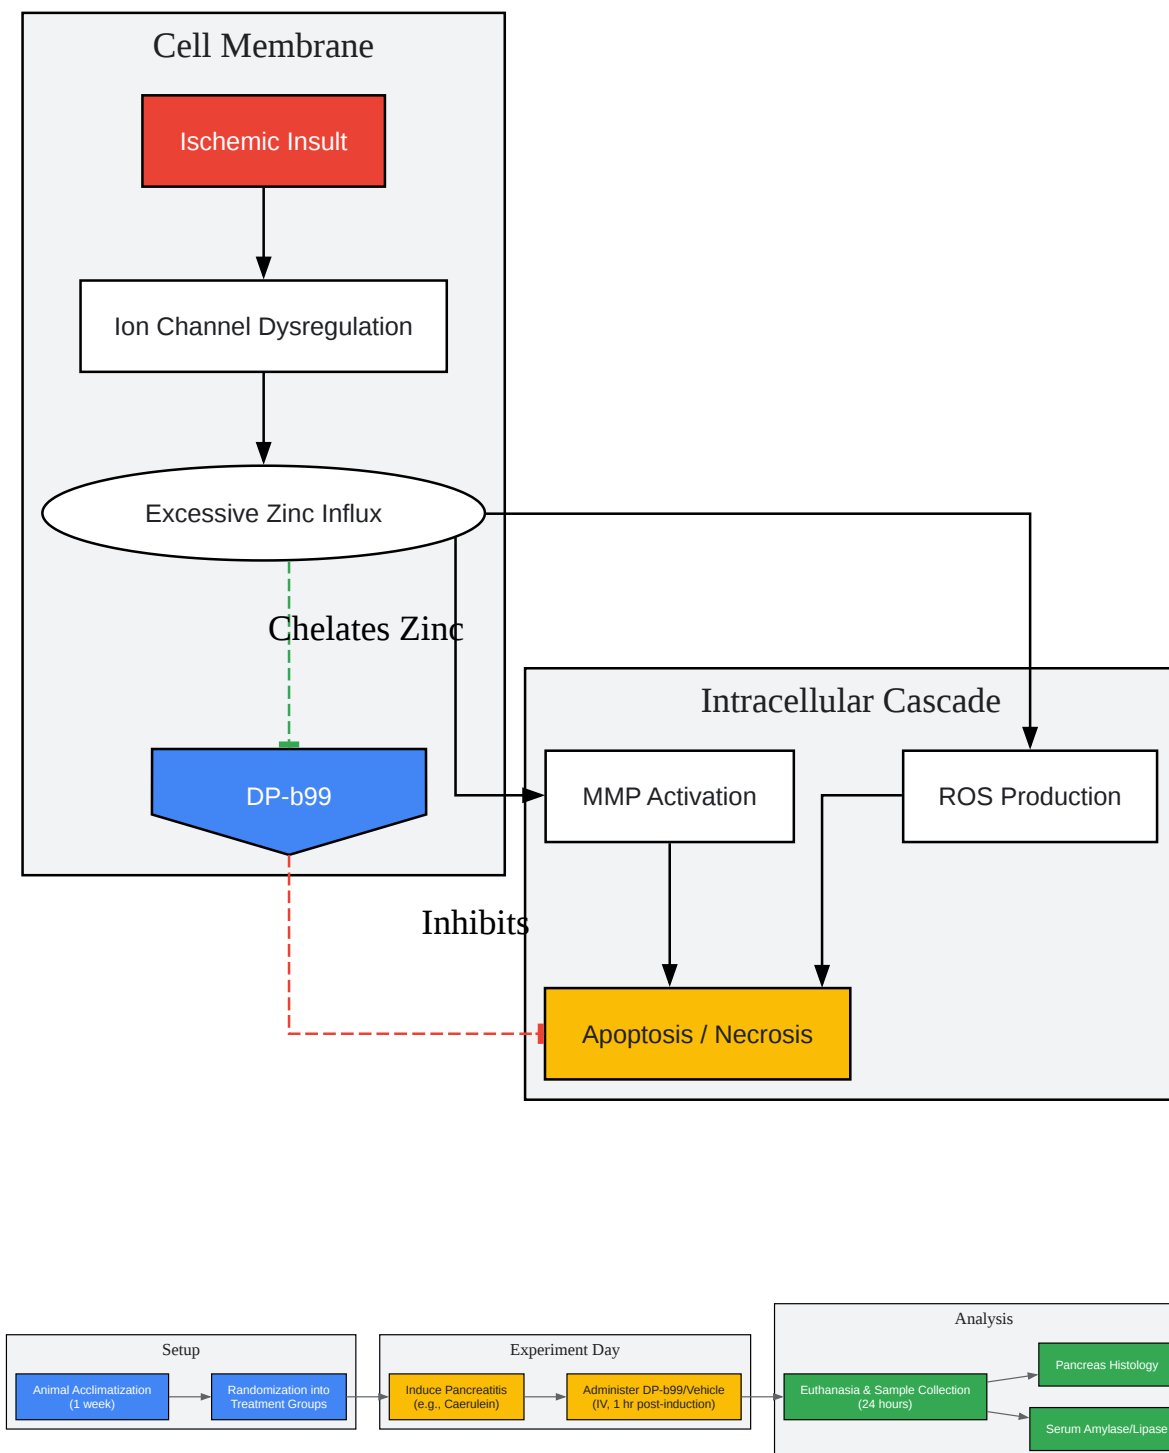 Cell Membrane
Ischemic Insult
Ion Channel Dysregulation
Excessive Zinc Influx
Chelates Zinc
Intracellular Cascade
DP-b99
MMP Activation
ROS Production
Inhibits
Apoptosis / Necrosis
Setup
Animal Acclimatization
(1 week)
Randomization into
Treatment Groups
Experiment Day
Induce Pancreatitis
(e.g., Caerulein)
Administer DP-b99/Vehicle
(IV, 1 hr post-induction)
Analysis
Euthanasia & Sample Collection
(24 hours)
Pancreas Histology
Serum Amylase/Lipase